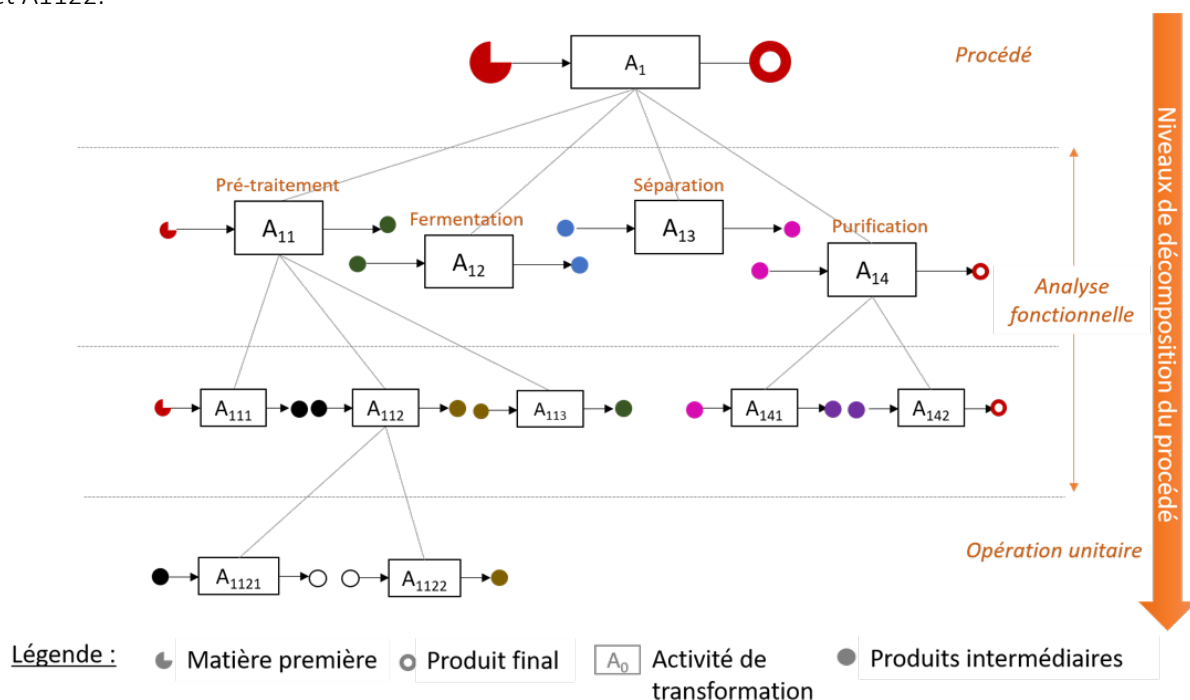 et A1122.
A1
Procédé
Niveaux de décomposition du procédé
Pré-traitement
Séparation
Fermentation
Purification
A11
A13
A12
A14
Analyse
fonctionnelle
A111
A112
A113
A141
A142
Opération unitaire
A1121
A1122
Légende :
Matière première
Produit final
A0
Activité de
transformation
Produits intermédiaires